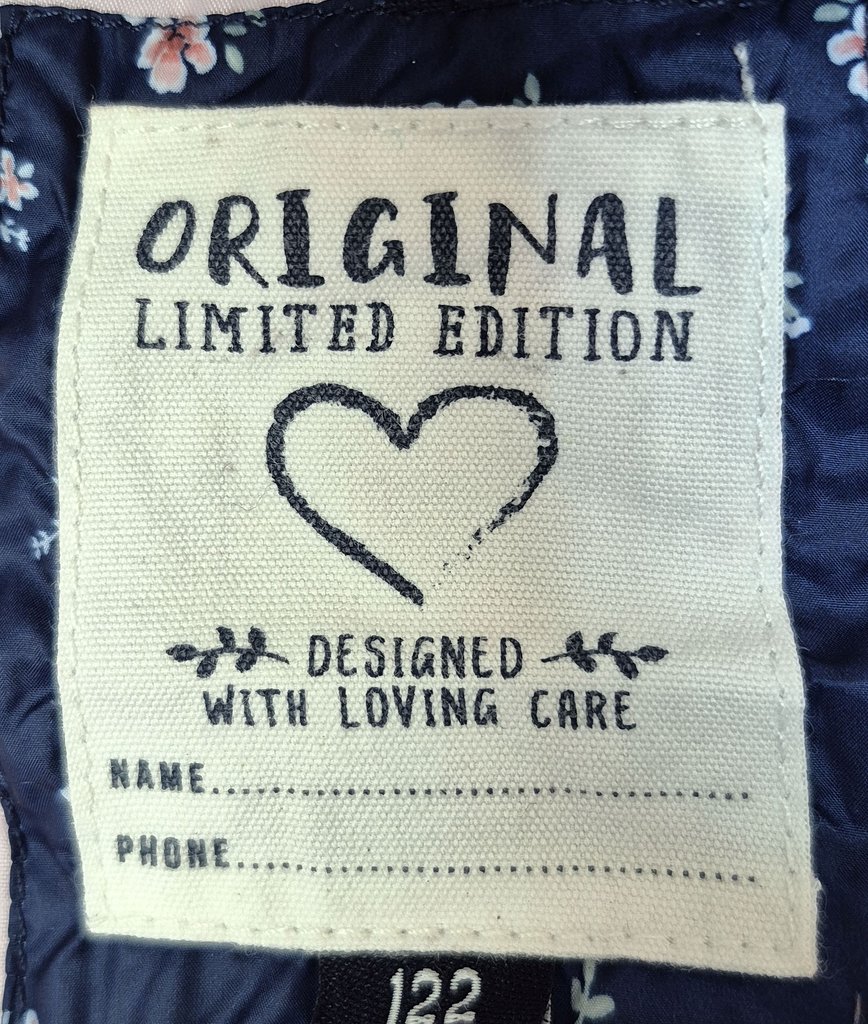 ORIGINAL
LIMITED EDITION
DESIGNED
WITH LOVING CARE
NAME................................................
PHONE................................................
122